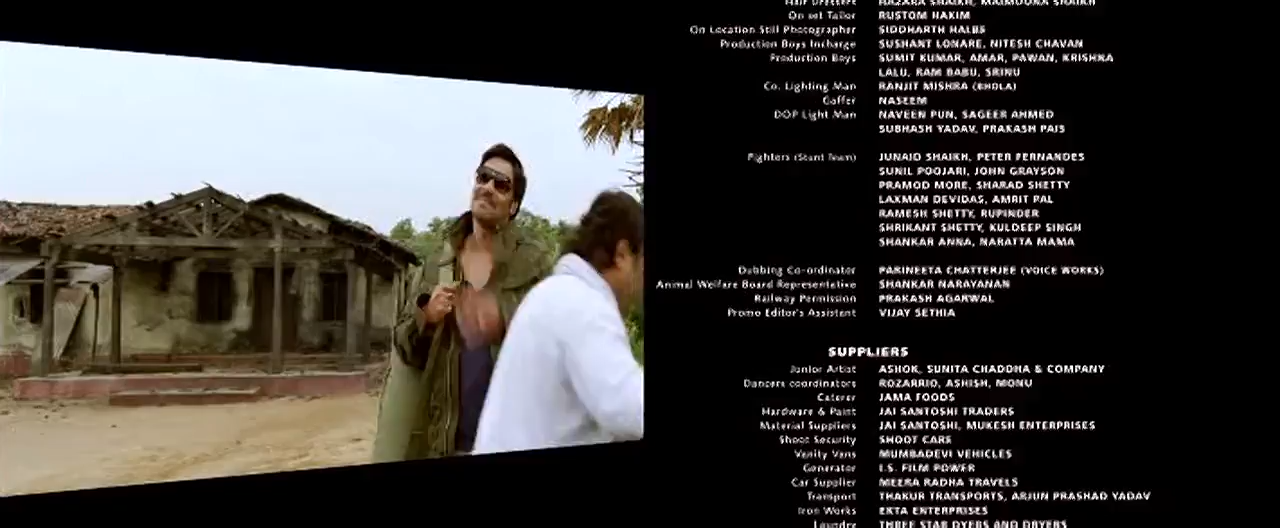 Hair Dressers HAZARA SHAIKH, MAIMOONA SHAIKH
On set Tailor RUSTOM HAKIM
On Location Still Photographer SIDDHARTH HALBE
Production Boys Incharge SUSHANT LONARE, NITESH CHAVAN
Production Boys SUMIT KUMAR, AMAR, PAWAN, KRISHNA
LALU, RAM BABU, SRINU
Co. Lighting Man RANJIT MISHRA (BHOLA)
Gaffer NASEEM
DOP Light Man NAVEEN PUN, SAGEER AHMED
SUBHASH YADAV, PRAKASH PAIS
Fighters (Stunt Team) JUNAID SHAIKH, PETER FERNANDES
SUNIL POOJARI, JOHN GRAYSON
PRAMOD MORE, SHARAD SHETTY
LAXMAN DEVIDAS, AMRIT PAL
RAMESH SHETTY, RUPINDER
SHRIKANT SHETTY, KULDEEP SINGH
SHANKAR ANNA, NARATTA MAMA
Dubbing Co-ordinator PARINEETA CHATTERJEE (VOICE WORKS)
Animal Welfare Board Representative SHANKAR NARAYANAN
Railway Permission PRAKASH AGARWAL
Promo Editor's Assistant VIJAY SETHIA
SUPPLIERS
Junior Artist ASHOK, SUNITA CHADDHA & COMPANY
Dancers coordinators ROZARRIO, ASHISH, MONU
Caterer JAMA FOODS
Hardware & Paint JAI SANTOSHI TRADERS
Material Suppliers JAI SANTOSHI, MUKESH ENTERPRISES
Shoot Security SHOOT CARE
Vanity Vans MUMBADEVI VEHICLES
Generator I.S. FILM POWER
Car Supplier MEERA RADHA TRAVELS
Transport THAKUR TRANSPORTS, ARJUN PRASHAD YADAV
Iron Works EKTA ENTERPRISES
Laundry THREE STAR DYERS AND DRYERS